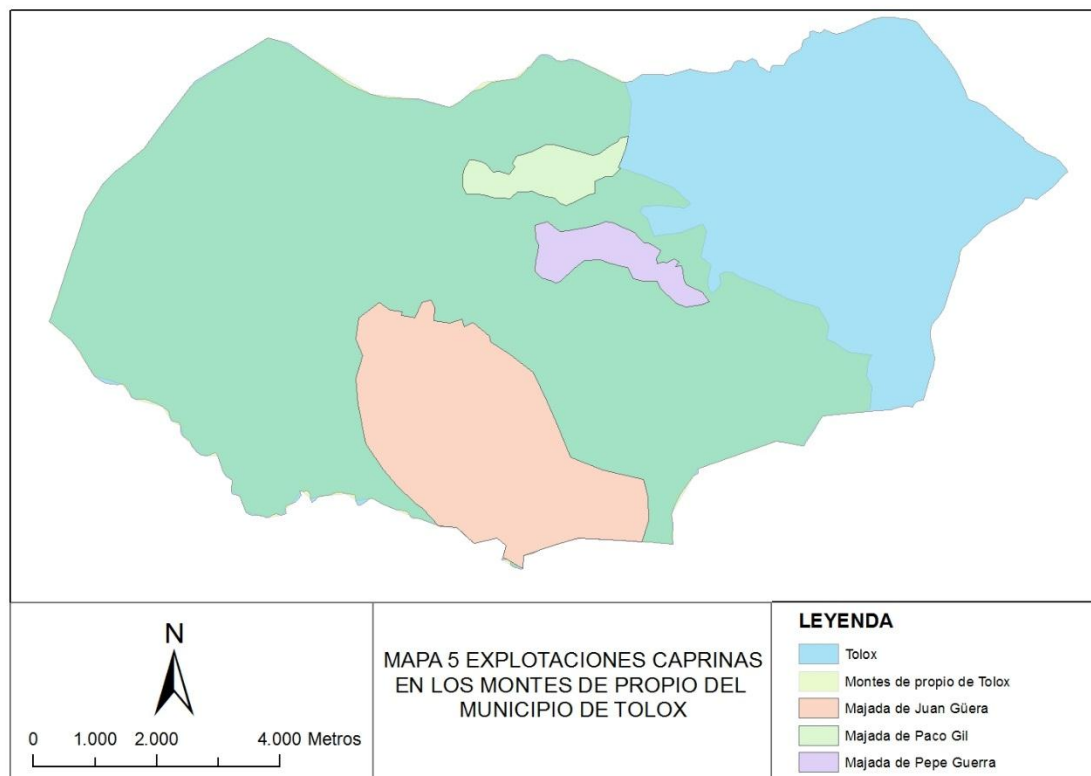 N
0 1.000 2.000 4.000 Metros
MAPA 5 EXPLOTACIONES CAPRINAS
EN LOS MONTES DE PROPIO DEL
MUNICIPIO DE TOLOX
LEYENDA
Tolox
Montes de propio de Tolox
Majada de Juan Güera
Majada de Paco Gil
Majada de Pepe Guerra